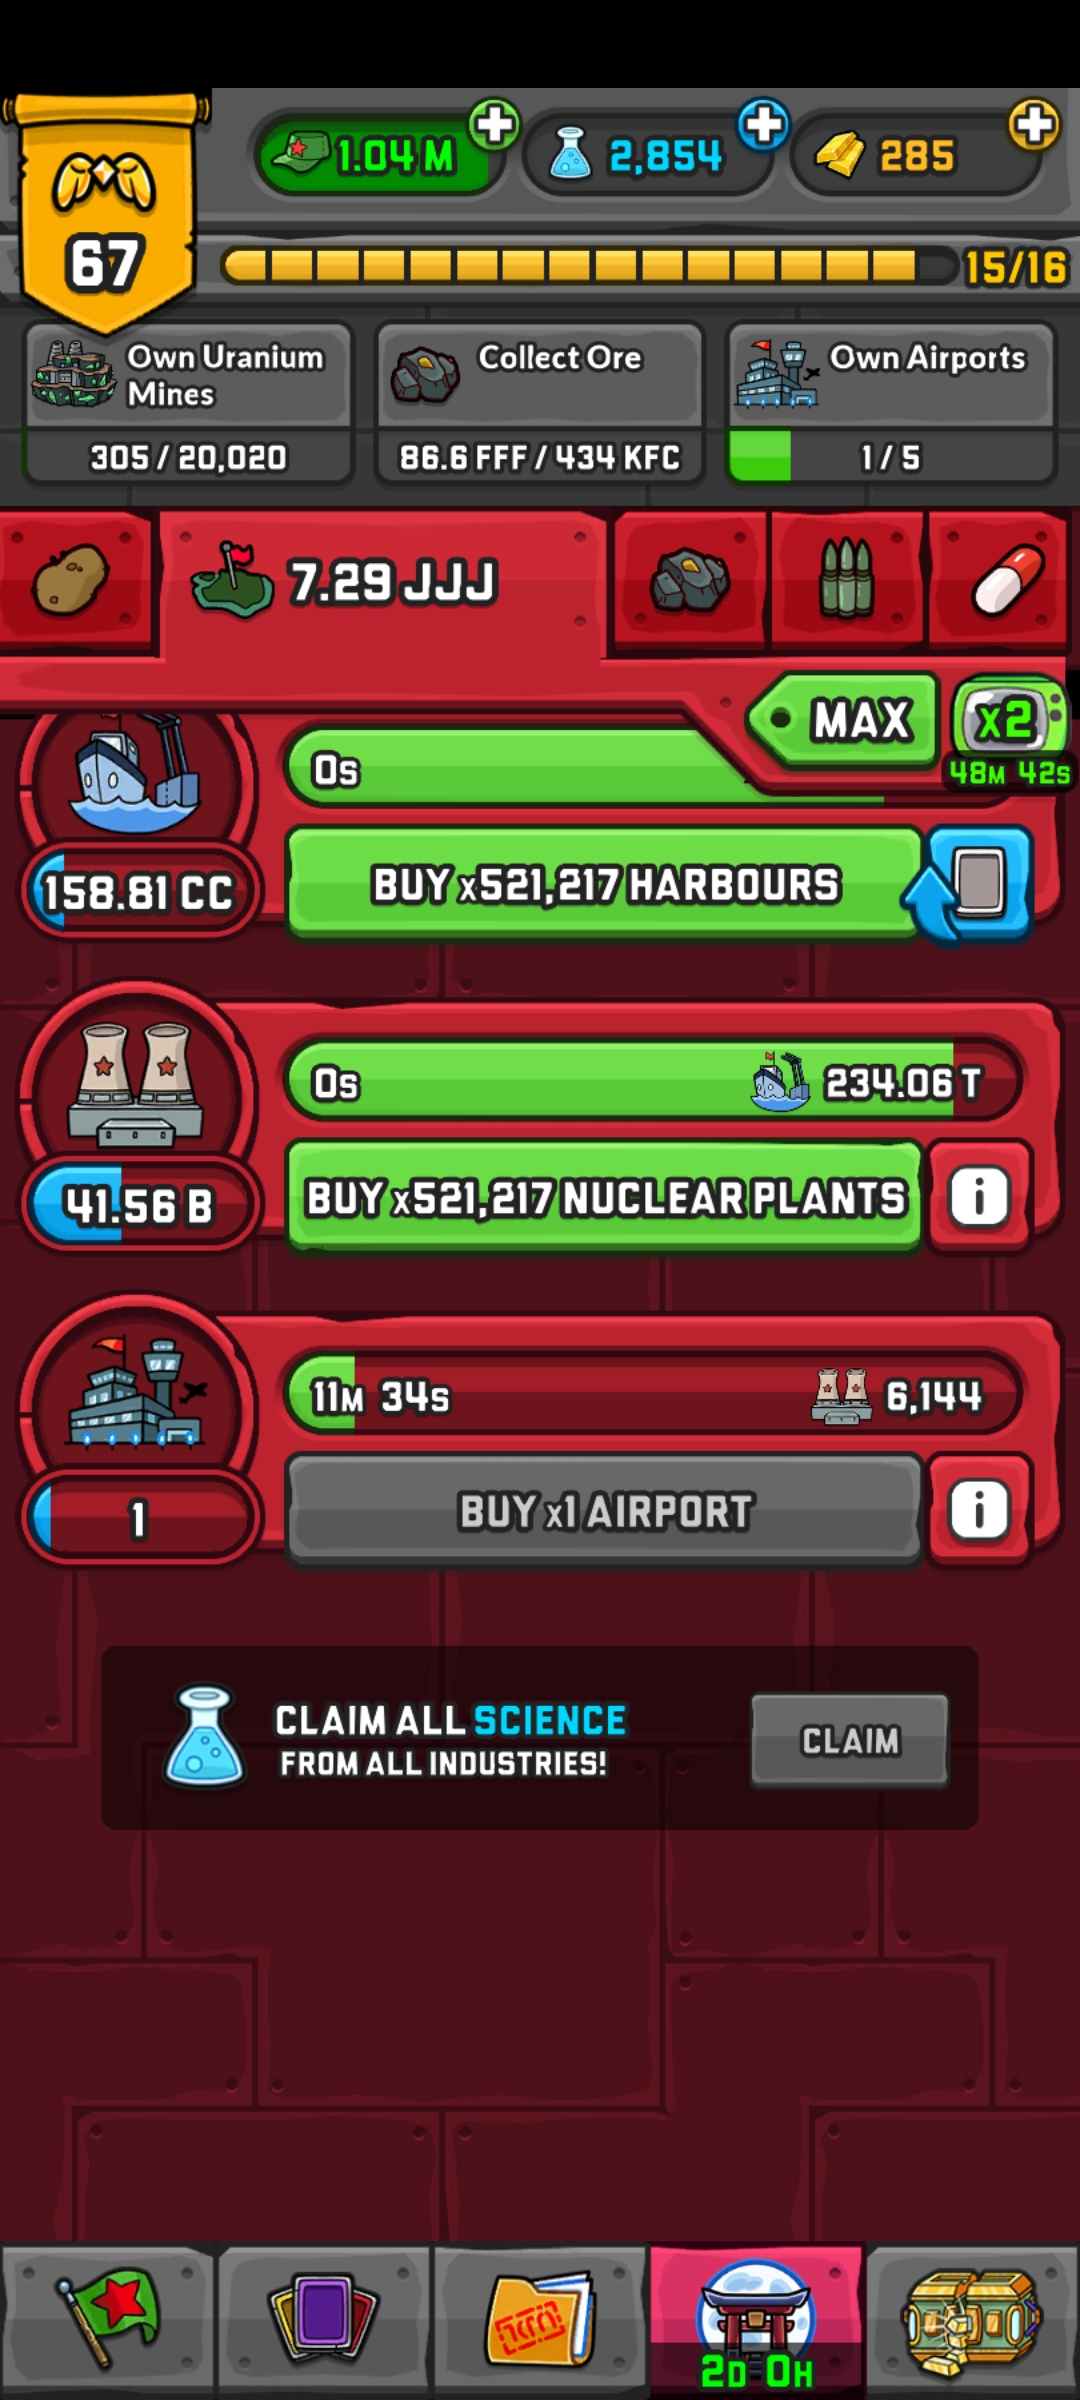 1.04 M
2,854
285
67
15/16
Own Uranium
Mines
Collect Ore
Own Airports
305 / 20,020
86.6 FFF / 434 KFC
1 / 5
7.29 JJJ
MAX
x2
48M 42S
0s
158.81 CC
BUY x521,217 HARBOURS
0s
234.06 T
41.56 B
BUY x521,217 NUCLEAR PLANTS
i
11M 34s
6,144
1
BUY x1 AIRPORT
i
CLAIM ALL SCIENCE
FROM ALL INDUSTRIES!
CLAIM
2D 0H